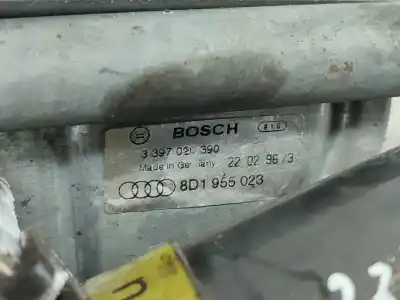 BOSCH
3 397 020 390
Made in Germany 22 02 96/3
8D1 955 023